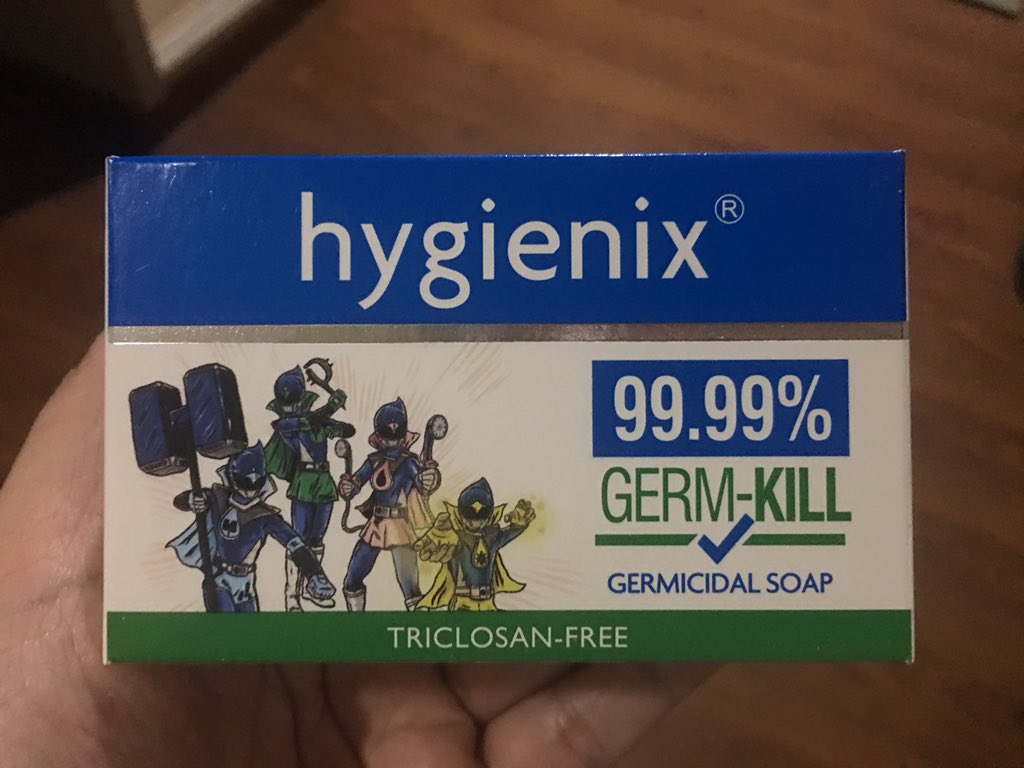 hygienix®
99.99%
GERM-KILL
GERMICIDAL SOAP
TRICLOSAN-FREE